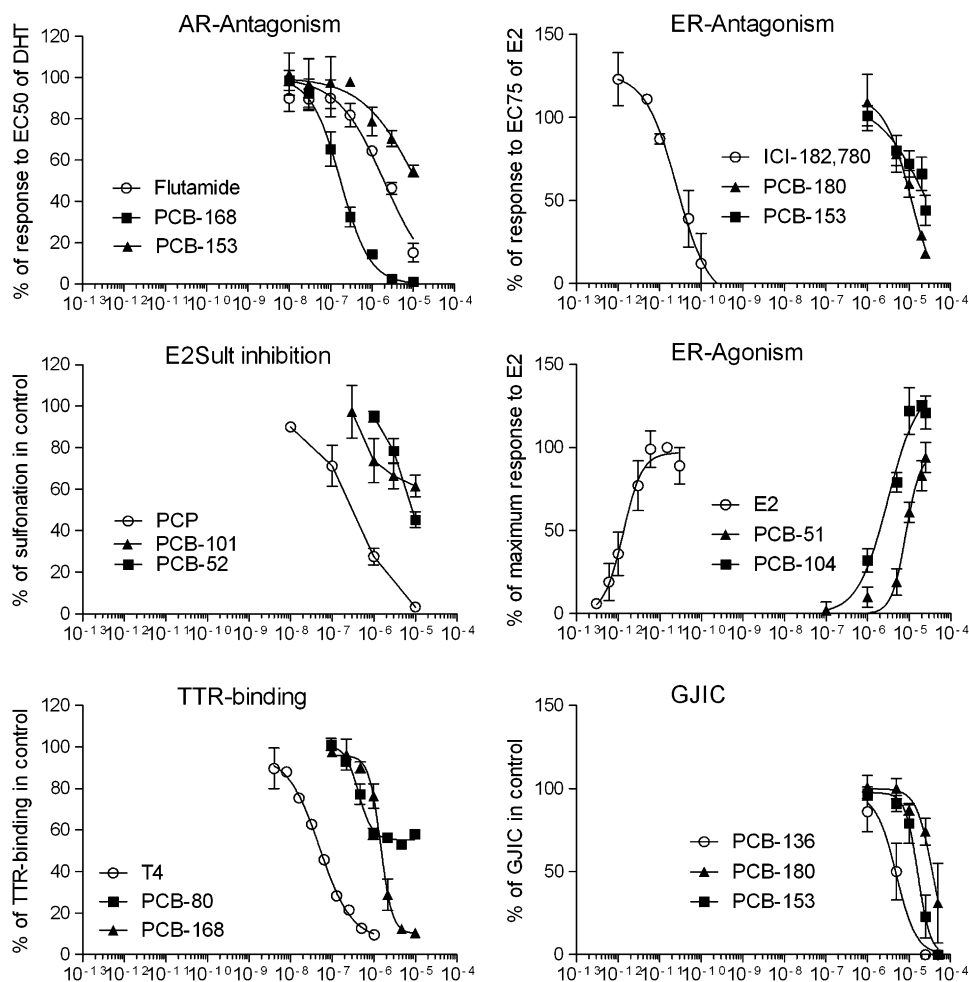 AR-Antagonism
% of response to EC50 of DHT
120
100
80
60
40
20
0
Flutamide
PCB-168
PCB-153
10-13 10-12 10-11 10-10 10-9 10-8 10-7 10-6 10-5 10-4
ER-Antagonism
% of response to EC75 of E2
150
100
50
0
ICI-182,780
PCB-180
PCB-153
10-13 10-12 10-11 10-10 10-9 10-8 10-7 10-6 10-5 10-4
E2Sult inhibition
% of sulfonation in control
120
100
80
60
40
20
0
PCP
PCB-101
PCB-52
10-13 10-12 10-11 10-10 10-9 10-8 10-7 10-6 10-5 10-4
ER-Agonism
% of maximum response to E2
150
100
50
0
E2
PCB-51
PCB-104
10-13 10-12 10-11 10-10 10-9 10-8 10-7 10-6 10-5 10-4
TTR-binding
% of TTR-binding in control
120
100
80
60
40
20
0
T4
PCB-80
PCB-168
10-13 10-12 10-11 10-10 10-9 10-8 10-7 10-6 10-5 10-4
GJIC
% of GJIC in control
150
100
50
0
PCB-136
PCB-180
PCB-153
10-13 10-12 10-11 10-10 10-9 10-8 10-7 10-6 10-5 10-4